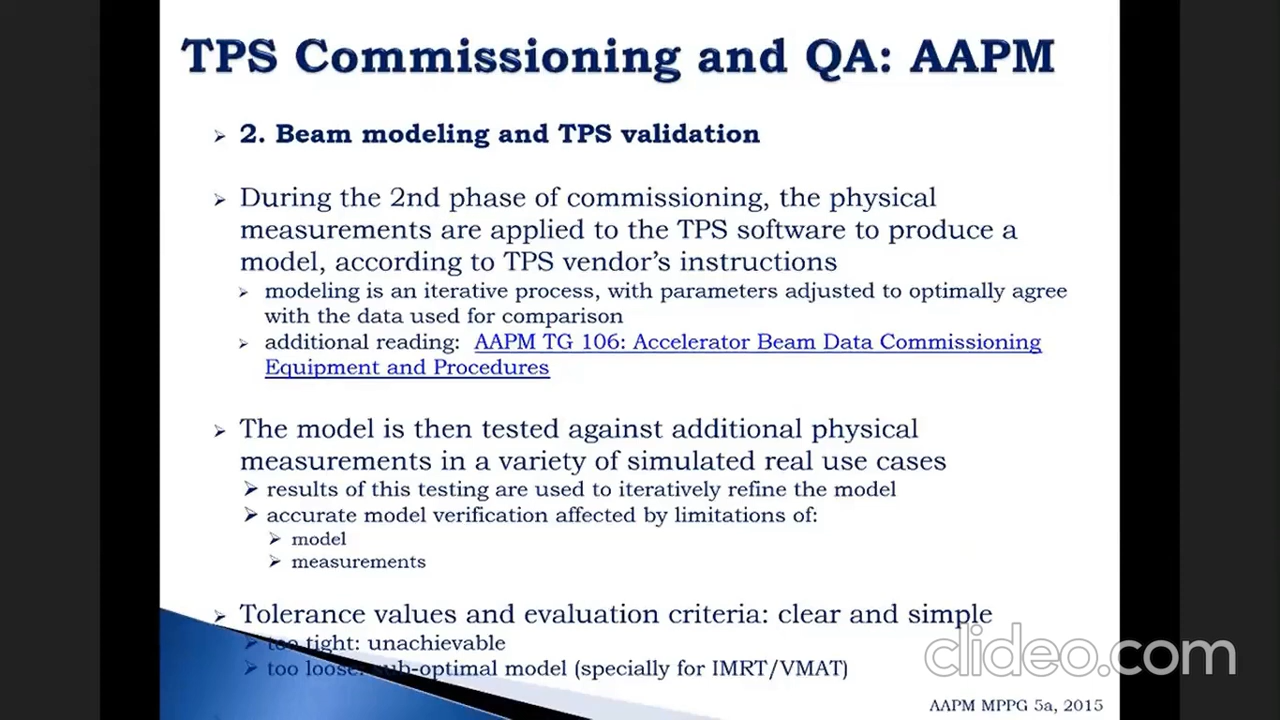 TPS Commissioning and QA: AAPM
2. Beam modeling and TPS validation
During the 2nd phase of commissioning, the physical
measurements are applied to the TPS software to produce a
model, according to TPS vendor's instructions
modeling is an iterative process, with parameters adjusted to optimally agree
with the data used for comparison
additional reading: AAPM TG 106: Accelerator Beam Data Commissioning
Equipment and Procedures
The model is then tested against additional physical
measurements in a variety of simulated real use cases
results of this testing are used to iteratively refine the model
accurate model verification affected by limitations of:
model
measurements
Tolerance values and evaluation criteria: clear and simple
too tight: unachievable
too loose: sub-optimal model (specially for IMRT/VMAT)
clideo.com
AAPM MPPG 5a, 2015